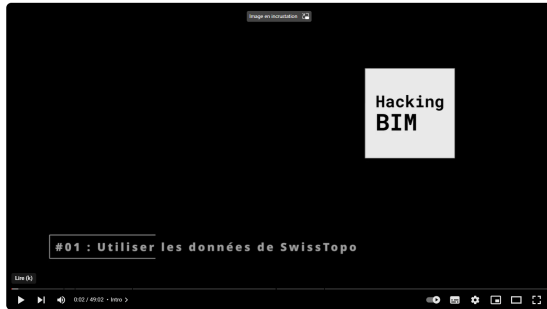 Image en incrustation
Hacking
BIM
#01 : Utiliser les données de SwissTopo
Lire (k)
0:02 / 49:02 • Intro >